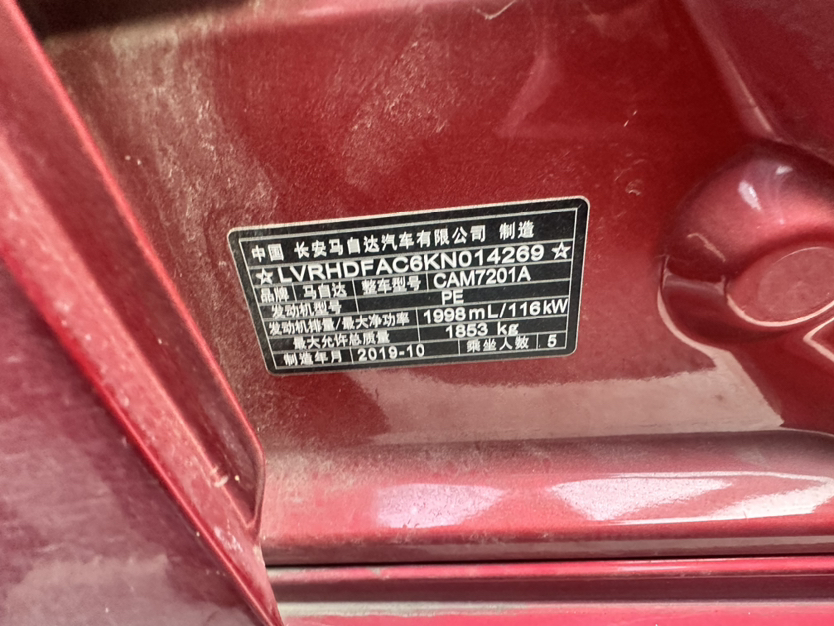 中国 长安马自达汽车有限公司 制造
☆LVRHDFAC6KN014269☆
品牌 马自达 整车型号 CAM7201A
发动机型号 PE
发动机排量/最大净功率 1998mL/116kW
最大允许总质量 1853 kg
制造年月 2019-10 乘坐人数 5